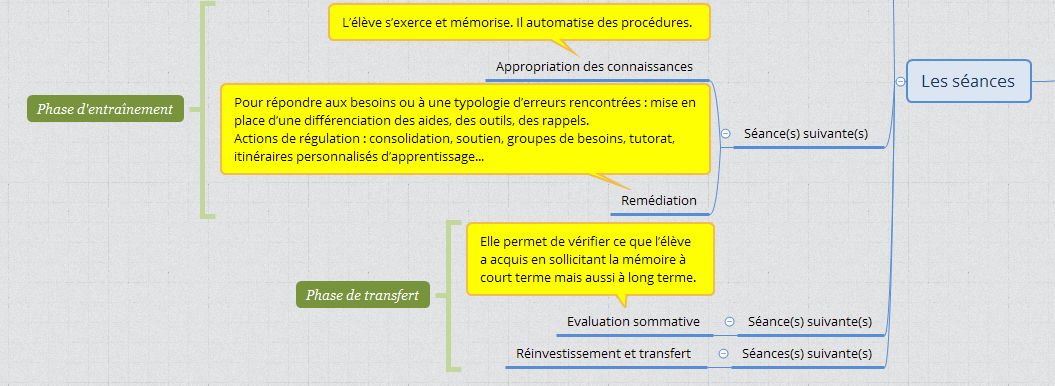 L'élève s'exerce et mémorise. Il automatise des procédures.
Appropriation des connaissances
Les séances
Phase d'entraînement
Pour répondre aux besoins ou à une typologie d'erreurs rencontrées : mise en
place d'une différenciation des aides, des outils, des rappels.
Actions de régulation : consolidation, soutien, groupes de besoins, tutorat,
itinéraires personnalisés d'apprentissage...
Séance(s) suivante(s)
Remédiation
Elle permet de vérifier ce que l'élève
a acquis en sollicitant la mémoire à
court terme mais aussi à long terme.
Phase de transfert
Evaluation sommative
Séance(s) suivante(s)
Réinvestissement et transfert
Séances(s) suivante(s)